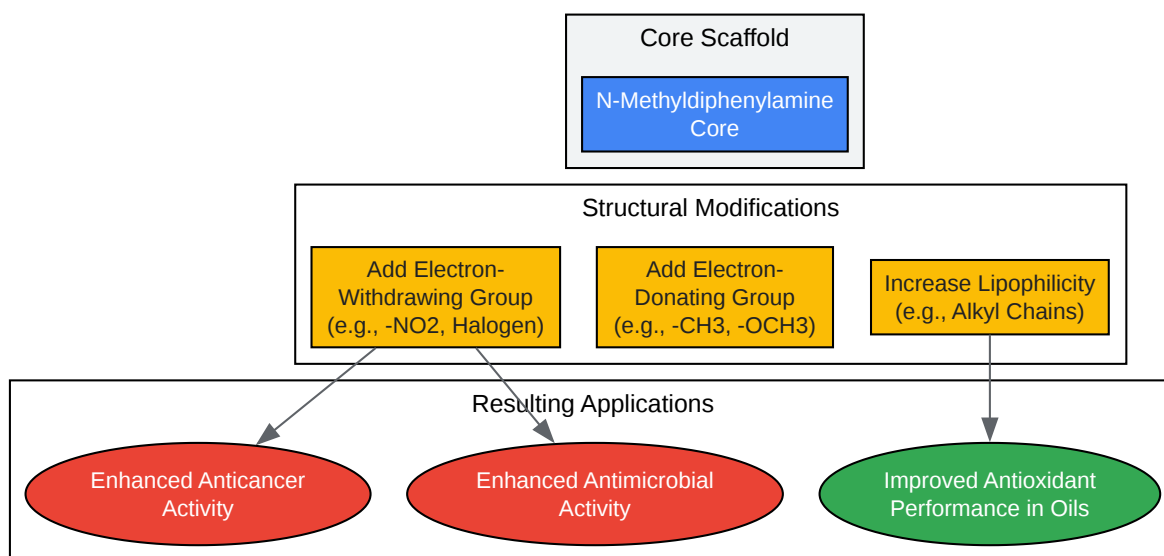 Core Scaffold
N-Methyldiphenylamine
Core
Structural Modifications
Add Electron-
Withdrawing Group
(e.g., -NO2, Halogen)
Add Electron-
Donating Group
(e.g., -CH3, -OCH3)
Increase Lipophilicity
(e.g., Alkyl Chains)
Resulting Applications
Enhanced Anticancer
Activity
Enhanced Antimicrobial
Activity
Improved Antioxidant
Performance in Oils